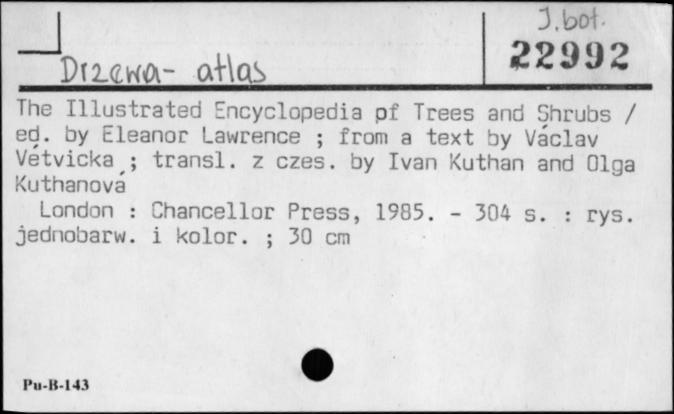 J.bot.
22992
Drzewa- atlas
The Illustrated Encyclopedia pf Trees and Shrubs /
ed. by Eleanor Lawrence ; from a text by Václav
Vétvicka ; transl. z czes. by Ivan Kuthan and Olga
Kuthanová
London : Chancellor Press, 1985. - 304 s. : rys.
jednobarw. i kolor. ; 30 cm
Pu-B-143